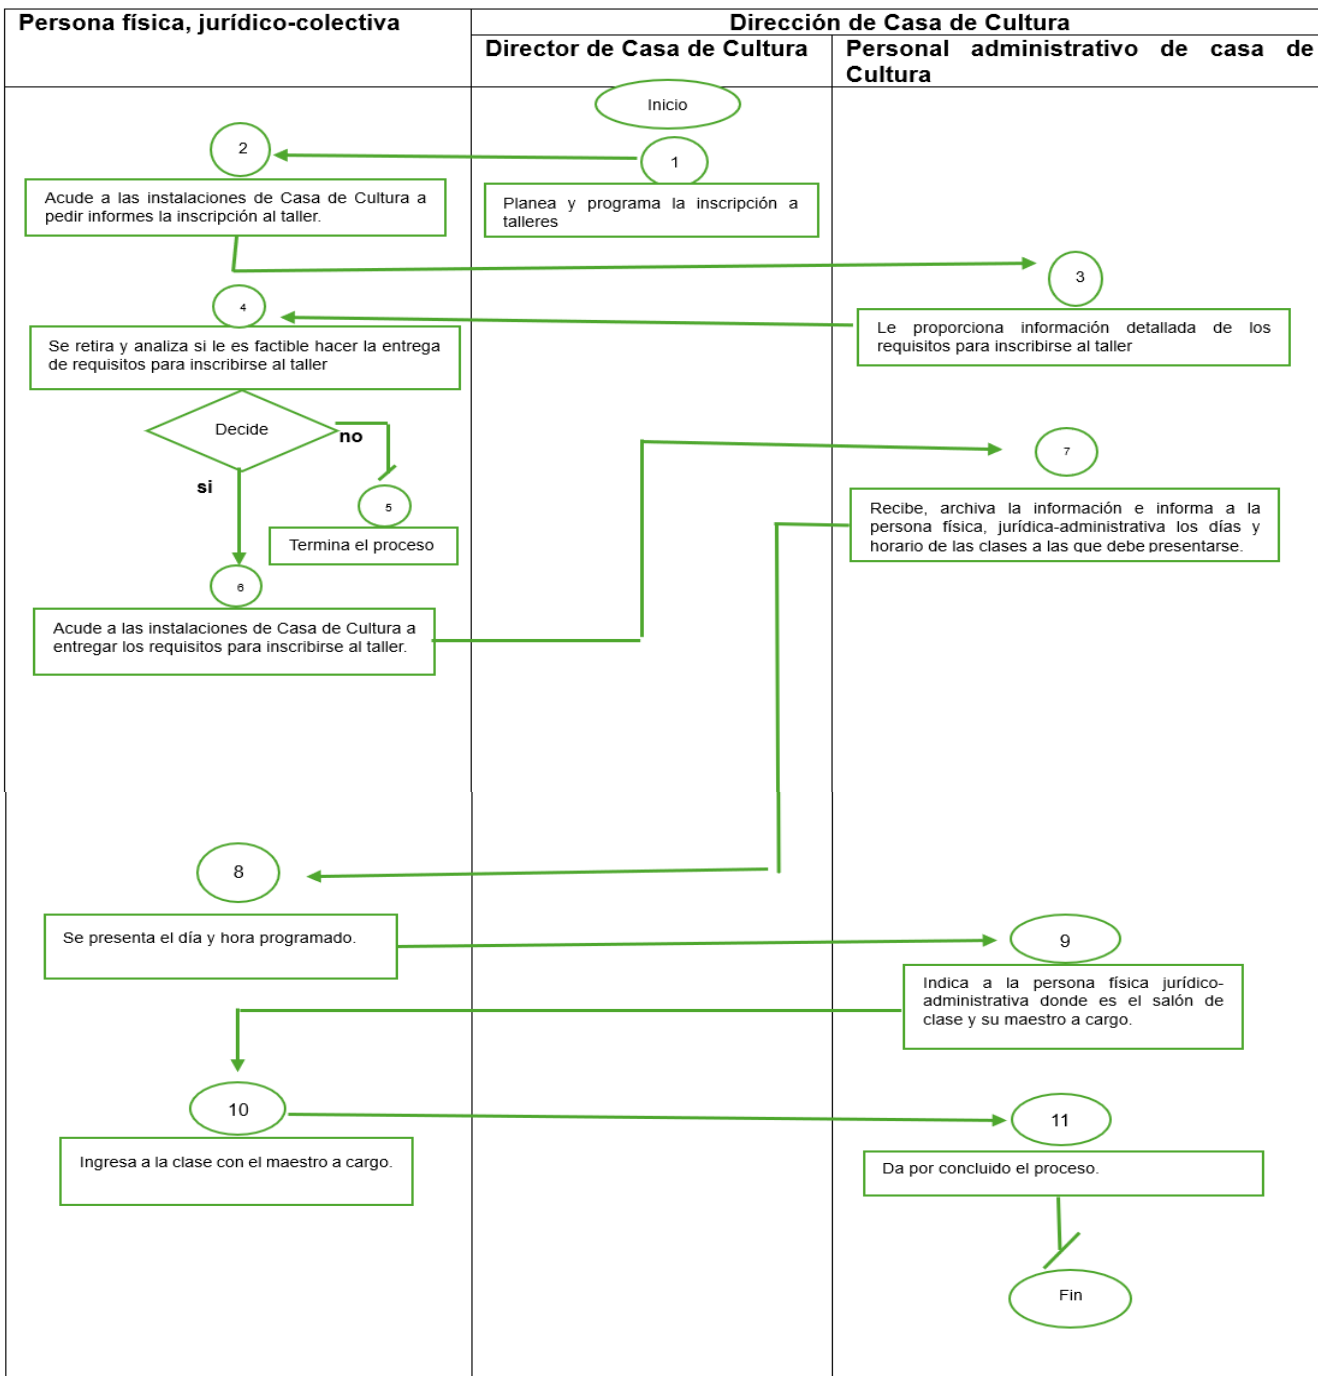 Persona física, jurídico-colectiva
Dirección de Casa de Cultura
Director de Casa de Cultura
Personal administrativo de casa de
Cultura
Inicio
1
Planea y programa la inscripción a
talleres
2
Acude a las instalaciones de Casa de Cultura a
pedir informes la inscripción al taller.
3
Le proporciona información detallada de los
requisitos para inscribirse al taller
4
Se retira y analiza si le es factible hacer la entrega
de requisitos para inscribirse al taller
Decide
no
si
5
Termina el proceso
6
Acude a las instalaciones de Casa de Cultura a
entregar los requisitos para inscribirse al taller.
7
Recibe, archiva la información e informa a la
persona física, jurídica-administrativa los días y
horario de las clases a las que debe presentarse.
8
Se presenta el día y hora programado.
9
Indica a la persona física jurídico-
administrativa donde es el salón de
clase y su maestro a cargo.
10
Ingresa a la clase con el maestro a cargo.
11
Da por concluido el proceso.
Fin